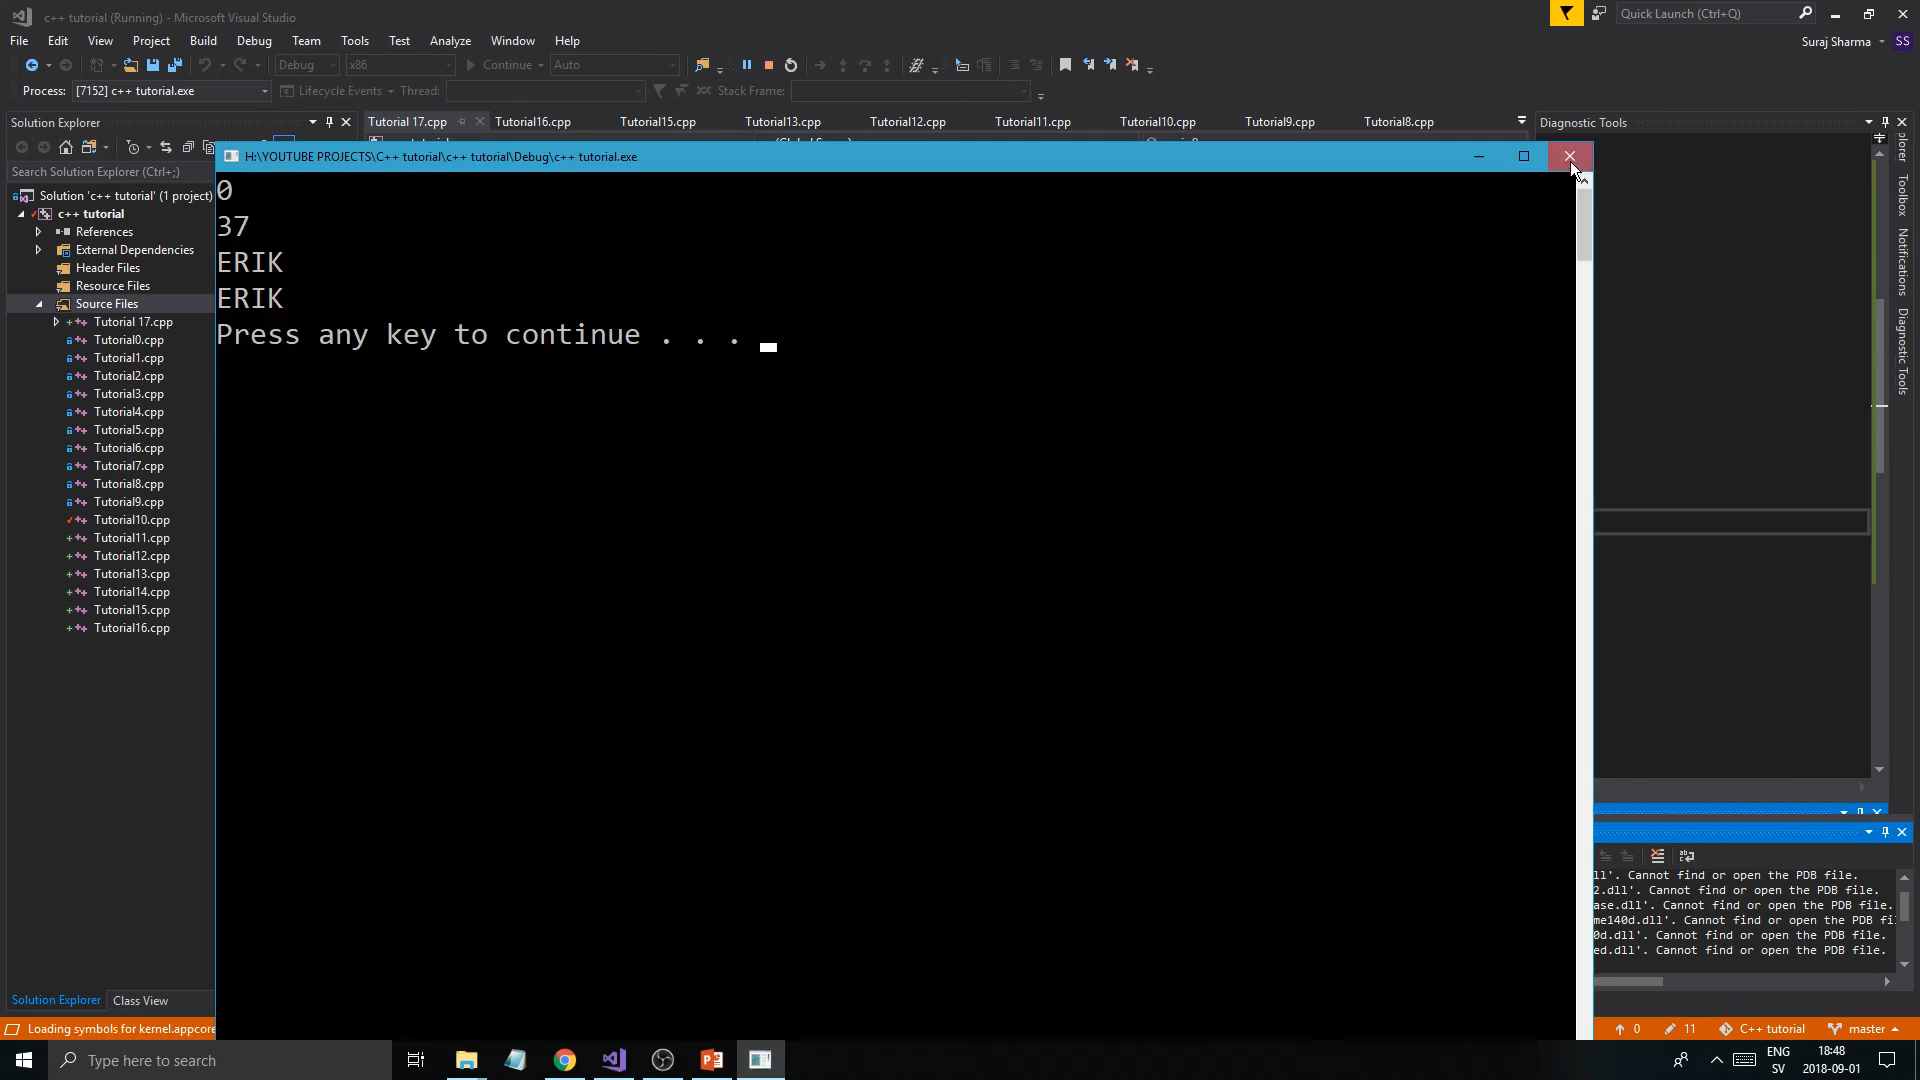 c++ tutorial (Running) - Microsoft Visual Studio
Quick Launch (Ctrl+Q)
File Edit View Project Build Debug Team Tools Test Analyze Window Help
Suraj Sharma SS
Debug x86 Continue Auto
Process: [7152] c++ tutorial.exe Lifecycle Events Thread: Stack Frame:
Solution Explorer
Tutorial 17.cpp Tutorial16.cpp Tutorial15.cpp Tutorial13.cpp Tutorial12.cpp Tutorial11.cpp Tutorial10.cpp Tutorial9.cpp Tutorial8.cpp
Diagnostic Tools
Search Solution Explorer (Ctrl+;)
Solution 'c++ tutorial' (1 project)
c++ tutorial
References
External Dependencies
Header Files
Resource Files
Source Files
Tutorial 17.cpp
Tutorial0.cpp
Tutorial1.cpp
Tutorial2.cpp
Tutorial3.cpp
Tutorial4.cpp
Tutorial5.cpp
Tutorial6.cpp
Tutorial7.cpp
Tutorial8.cpp
Tutorial9.cpp
Tutorial10.cpp
Tutorial11.cpp
Tutorial12.cpp
Tutorial13.cpp
Tutorial14.cpp
Tutorial15.cpp
Tutorial16.cpp
H:\YOUTUBE PROJECTS\C++ tutorial\c++ tutorial\Debug\c++ tutorial.exe
0
37
ERIK
ERIK
Press any key to continue . . .
plorer
Toolbox
Notifications
Diagnostic Tools
ll'. Cannot find or open the PDB file.
2.dll'. Cannot find or open the PDB file.
ase.dll'. Cannot find or open the PDB file.
me140d.dll'. Cannot find or open the PDB fi
0d.dll'. Cannot find or open the PDB file.
ed.dll'. Cannot find or open the PDB file.
Solution Explorer Class View
Loading symbols for kernel.appcore
0 11 C++ tutorial master
Type here to search
ENG
SV
18:48
2018-09-01